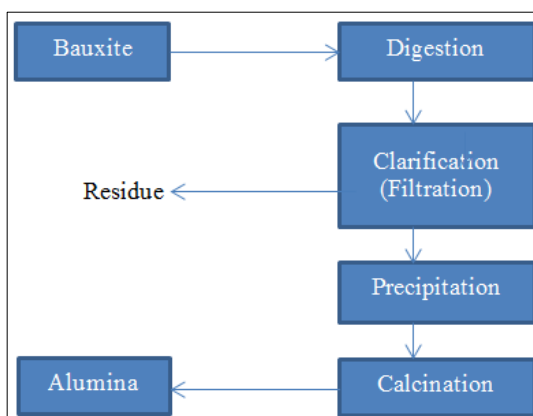 Bauxite
Digestion
Clarification
(Filtration)
Residue
Precipitation
Calcination
Alumina